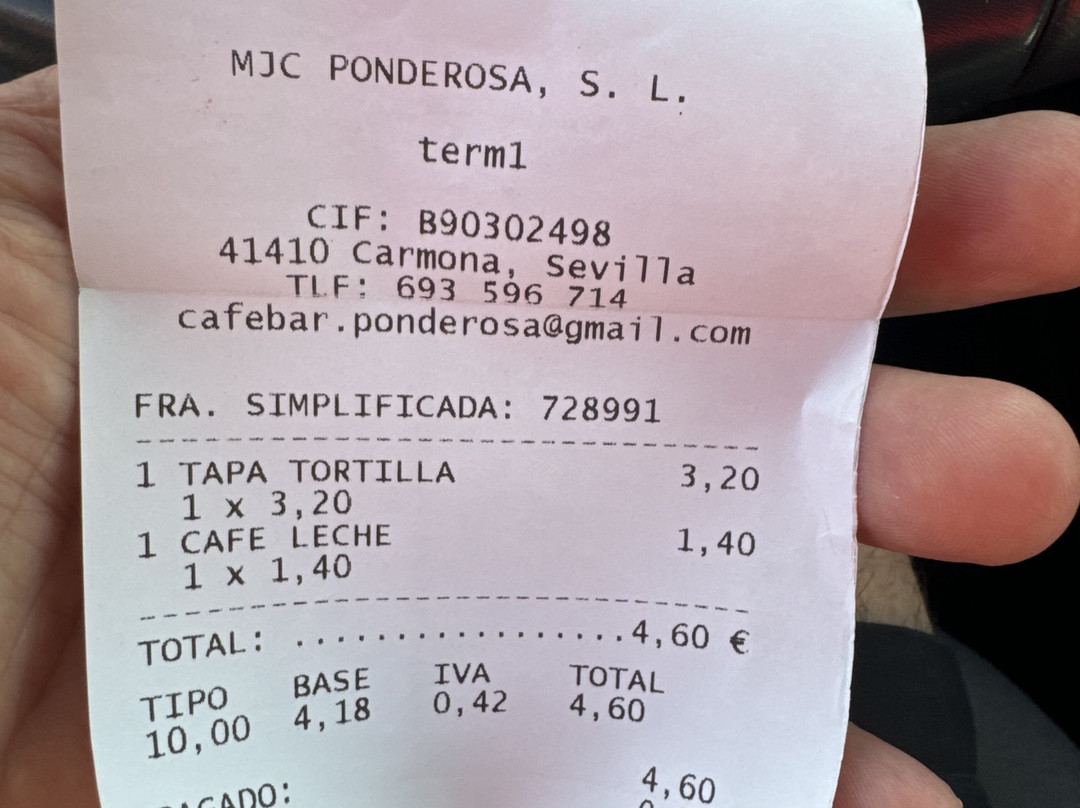 MJC PONDEROSA, S. L.
term1
CIF: B90302498
41410 Carmona, Sevilla
TLF: 693 596 714
cafebar.ponderosa@gmail.com
FRA. SIMPLIFICADA: 728991
1 TAPA TORTILLA 3,20
1 x 3,20
1 CAFE LECHE 1,40
1 x 1,40
TOTAL: .................4,60 €
TIPO BASE IVA TOTAL
10,00 4,18 0,42 4,60
4,60